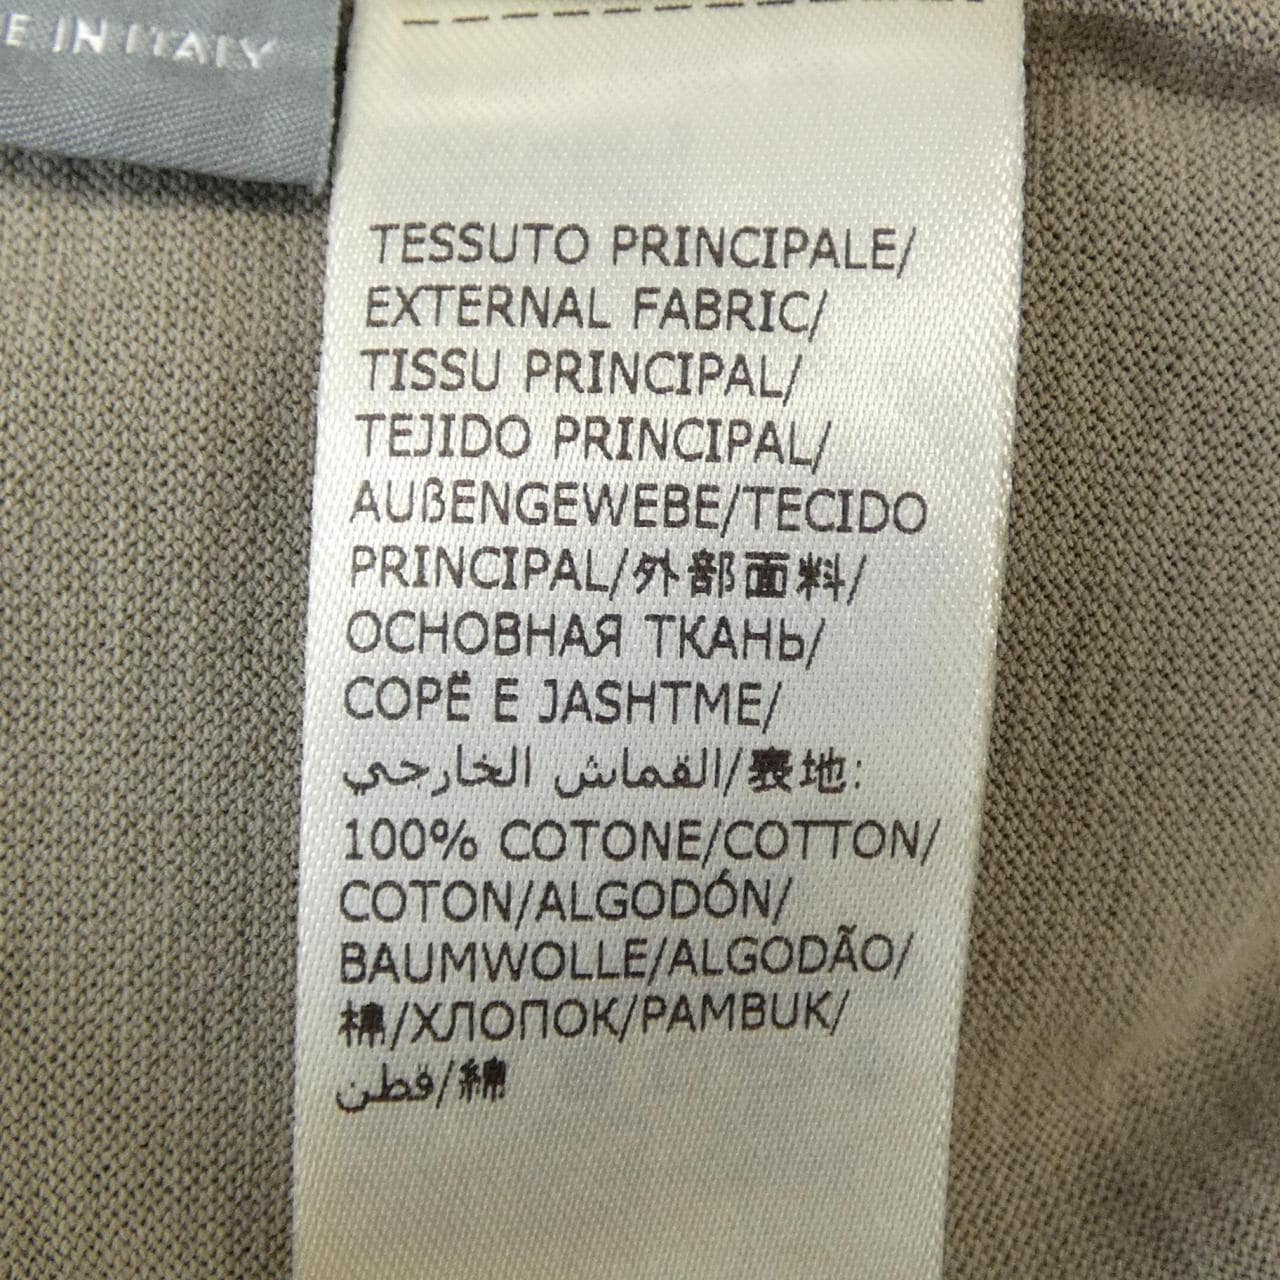 E IN ITALY
TESSUTO PRINCIPALE/
EXTERNAL FABRIC/
TISSU PRINCIPAL/
TEJIDO PRINCIPAL/
AUßENGEWEBE/TECIDO
PRINCIPAL/外部面料/
ОСНОВНАЯ ТКАНЬ/
COPË E JASHTME/
القماش الخارجي/裏地:
100% COTONE/COTTON/
COTON/ALGODÓN/
BAUMWOLLE/ALGODÃO/
棉/ХЛОПОК/PAMBUK/
قطن/綿